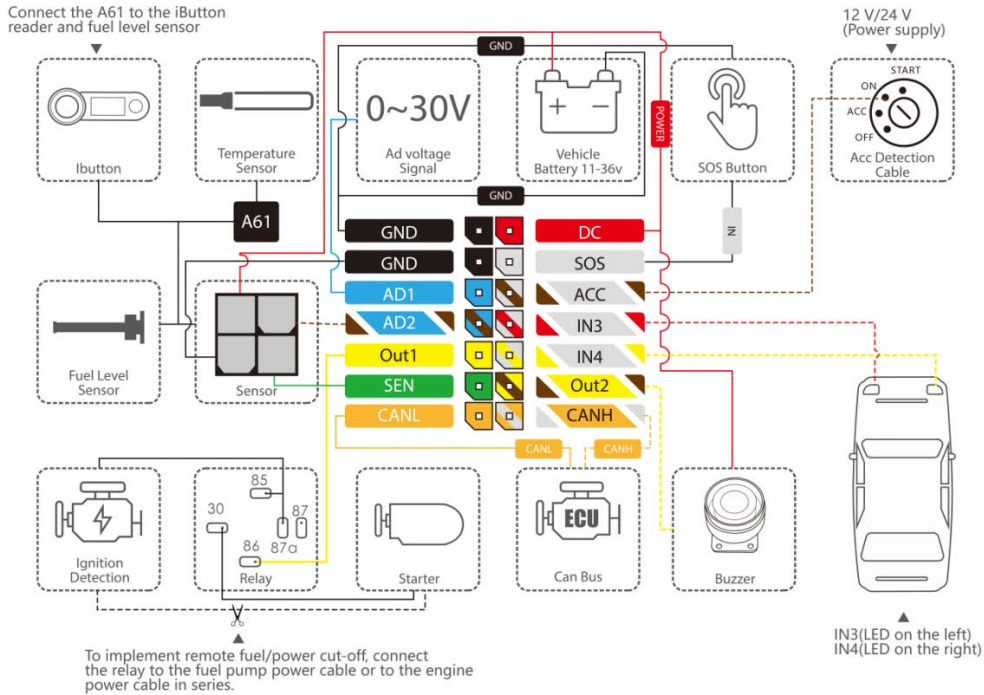 Connect the A61 to the iButton
reader and fuel level sensor
12 V/24 V
(Power supply)
GND
START
ON
ACC
OFF
0~30V
+ −
POWER
Ibutton
Temperature
Sensor
Ad voltage
Signal
Vehicle
Battery 11-36v
SOS Button
Acc Detection
Cable
GND
A61
IN
GND
DC
GND
SOS
AD1
ACC
AD2
IN3
Out1
IN4
SEN
Out2
CANL
CANH
Fuel Level
Sensor
Sensor
CANL
CANH
85
30
87
87a
86
ECU
Ignition
Detection
Relay
Starter
Can Bus
Buzzer
IN3(LED on the left)
IN4(LED on the right)
To implement remote fuel/power cut-off, connect
the relay to the fuel pump power cable or to the engine
power cable in series.